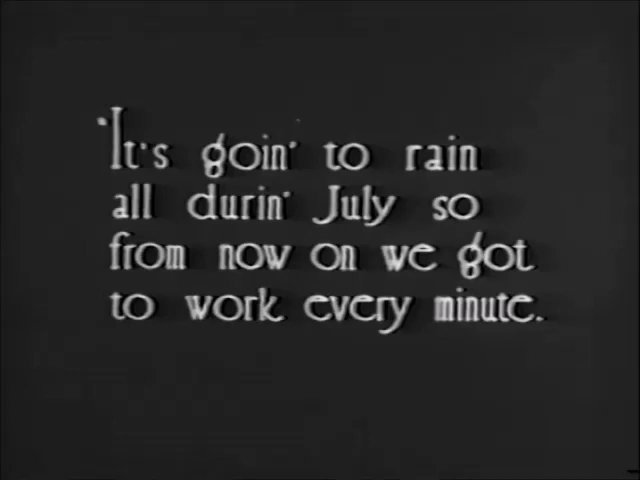 "It's goin' to rain
all durin' July so
from now on we got
to work every minute.